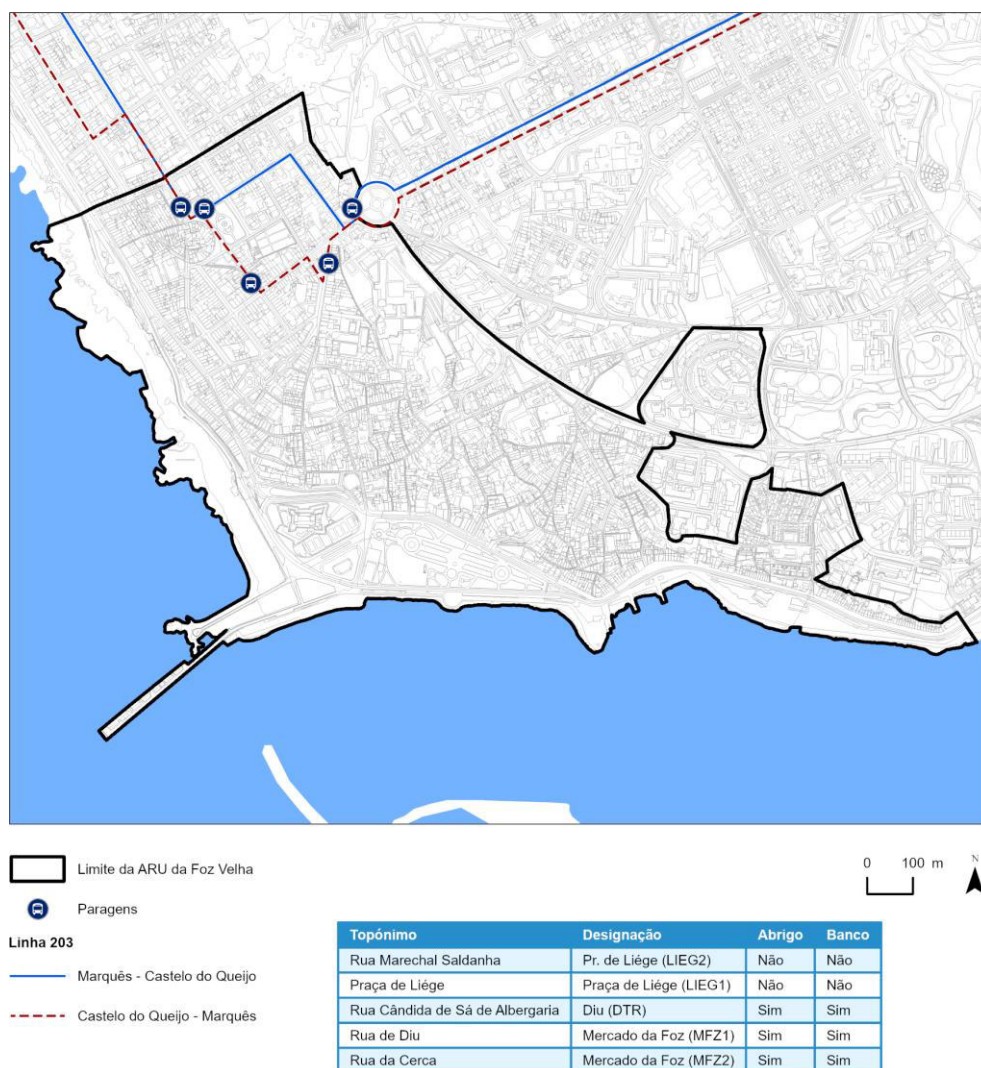 Limite da ARU da Foz Velha
Paragens
Linha 203
Marquês - Castelo do Queijo
Castelo do Queijo - Marquês
0 100 m
N
Topónimo Designação Abrigo Banco
Rua Marechal Saldanha Pr. de Liége (LIEG2) Não Não
Praça de Liége Praça de Liége (LIEG1) Não Não
Rua Cândida de Sá de Albergaria Diu (DTR) Sim Sim
Rua de Diu Mercado da Foz (MFZ1) Sim Sim
Rua da Cerca Mercado da Foz (MFZ2) Sim Sim